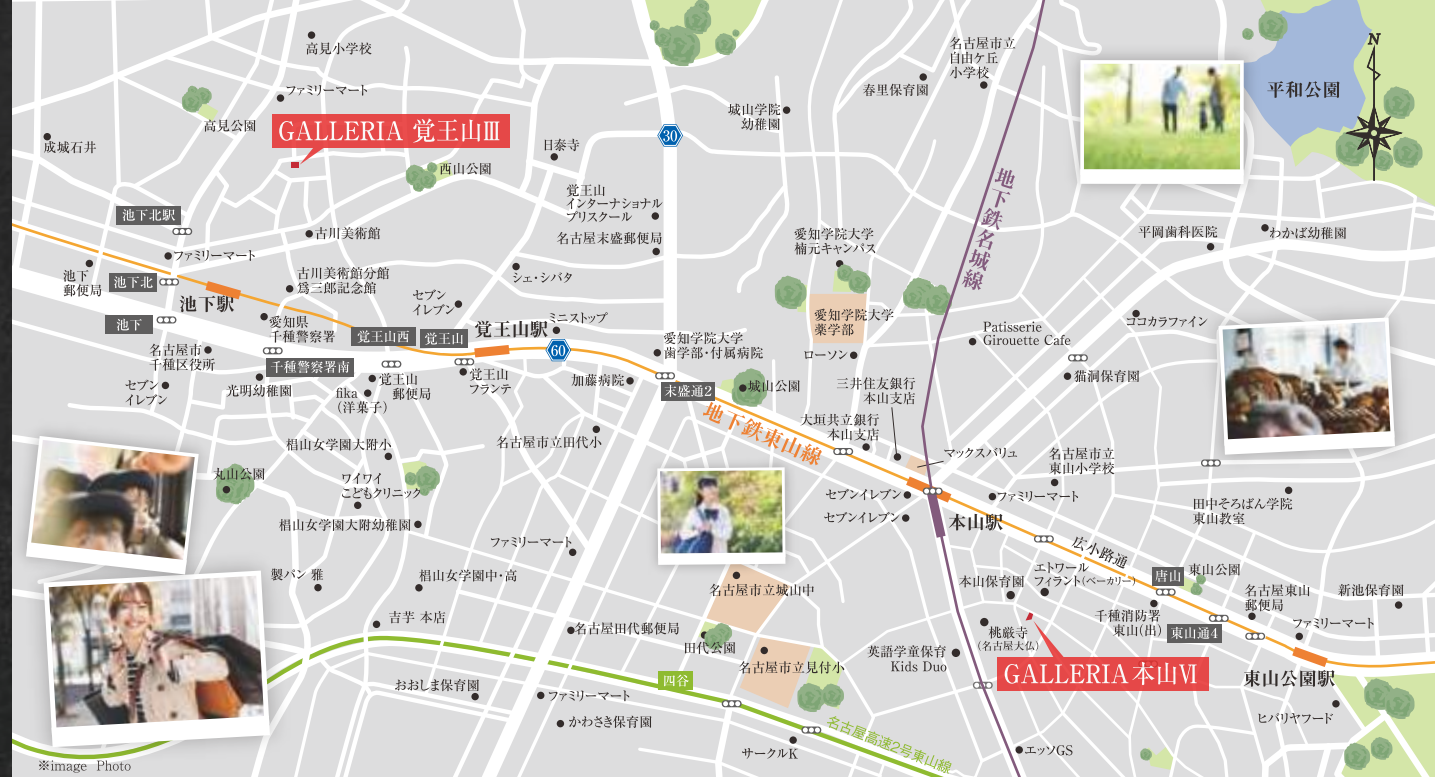 高見小学校
ファミリーマート
高見公園
成城石井
GALLERIA 覚王山Ⅲ
西山公園
日泰寺
30
城山学院
幼稚園
春里保育園
名古屋市立
自由ケ丘
小学校
平和公園
N
池下北駅
古川美術館
覚王山
インターナショナル
プリスクール
名古屋末盛郵便局
愛知学院大学
楠元キャンパス
地下鉄名城線
平岡歯科医院
わかば幼稚園
ファミリーマート
池下
郵便局
池下北
池下駅
池下
古川美術館分館
爲三郎記念館
シェ・シバタ
セブン
イレブン
愛知県
千種警察署
覚王山西
覚王山
覚王山駅
ミニストップ
60
愛知学院大学
歯学部・付属病院
愛知学院大学
薬学部
ローソン
Patisserie
Girouette Cafe
ココカラファイン
名古屋市
千種区役所
千種警察署南
セブン
イレブン
光明幼稚園
fika
(洋菓子)
覚王山
郵便局
覚王山
フランテ
加藤病院
末盛通2
城山公園
三井住友銀行
本山支店
猫洞保育園
地下鉄東山線
大垣共立銀行
本山支店
椙山女学園大附小
名古屋市立田代小
マックスバリュ
名古屋市立
東山小学校
丸山公園
ワイワイ
こどもクリニック
セブンイレブン
ファミリーマート
田中そろばん学院
東山教室
椙山女学園大附幼稚園
セブンイレブン
本山駅
ファミリーマート
広小路通
製パン 雅
椙山女学園中・高
名古屋市立城山中
本山保育園
エトワール
フィラント(ベーカリー)
唐山
東山公園
名古屋東山
郵便局
新池保育園
吉芋 本店
名古屋田代郵便局
田代公園
千種消防署
東山(出)
東山通4
ファミリーマート
桃巌寺
(名古屋大仏)
英語学童保育
Kids Duo
名古屋市立見付小
GALLERIA 本山Ⅵ
東山公園駅
おおしま保育園
四谷
ファミリーマート
かわさき保育園
名古屋高速2号東山線
サークルK
エッソGS
ヒバリヤフード
※image Photo